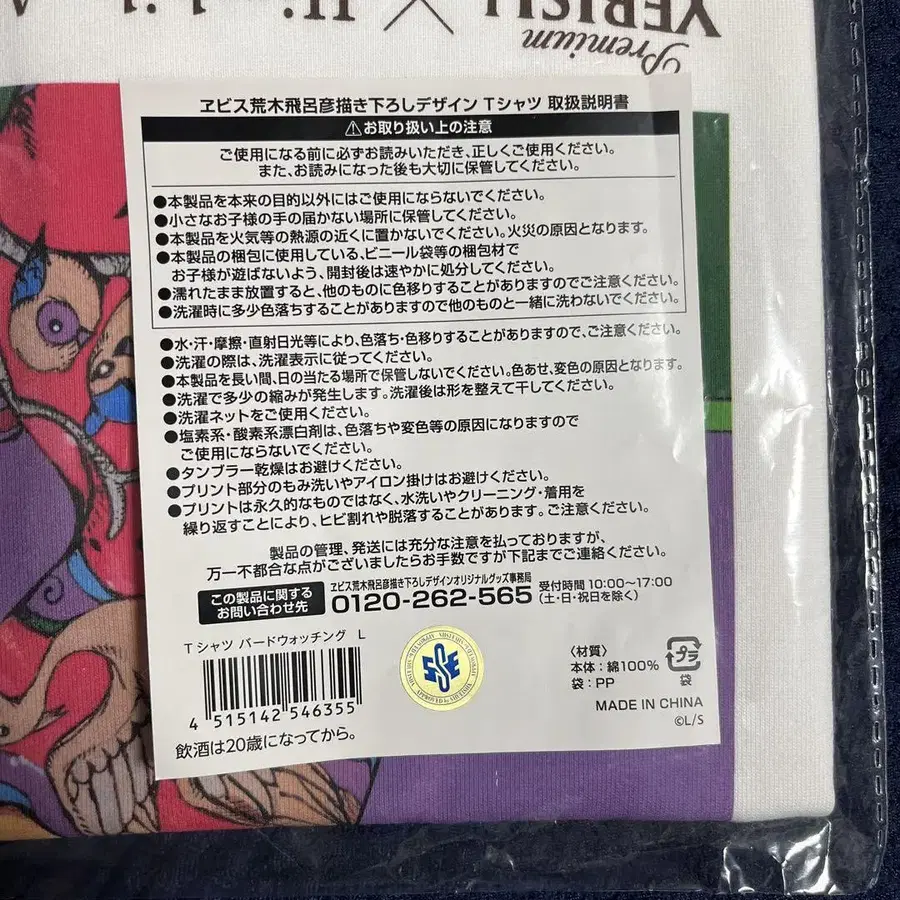 Premium
YEBISU ×
ヱビス荒木飛呂彦描き下ろしデザイン Tシャツ 取扱説明書
⚠お取り扱い上の注意
ご使用になる前に必ずお読みいただき、正しくご使用ください。
また、お読みになった後も大切に保管してください。
●本製品を本来の目的以外にはご使用にならないでください。
●小さなお子様の手の届かない場所に保管してください。
●本製品を火気等の熱源の近くに置かないでください。火災の原因となります。
●本製品の梱包に使用している、ビニール袋等の梱包材で
お子様が遊ばないよう、開封後は速やかに処分してください。
●濡れたまま放置すると、他のものに色移りすることがありますのでご注意ください。
●洗濯時に多少色落ちすることがありますので他のものと一緒に洗わないでください。
●水・汗・摩擦・直射日光等により、色落ち・色移りすることがありますので、ご注意ください。
●洗濯の際は、洗濯表示に従ってください。
●本製品を長い間、日の当たる場所で保管しないでください。色あせ、変色の原因となります。
●洗濯で多少の縮みが発生します。洗濯後は形を整えて干してください。
●洗濯ネットをご使用ください。
●塩素系・酸素系漂白剤は、色落ちや変色等の原因になりますので
ご使用にならないでください。
●タンブラー乾燥はお避けください。
●プリント部分のもみ洗いやアイロン掛けはお避けください。
●プリントは永久的なものではなく、水洗いやクリーニング・着用を
繰り返すことにより、ヒビ割れや脱落することがあります。ご注意ください。
製品の管理、発送には充分な注意を払っておりますが、
万一不都合な点がございましたらお手数ですが下記までご連絡ください。
この製品に関する
お問い合わせ先
ヱビス荒木飛呂彦描き下ろしデザインオリジナルグッズ事務局
0120-262-565
受付時間 10:00～17:00
(土・日・祝日を除く)
Tシャツ バードウォッチング L
4 515142 546355
飲酒は20歳になってから。
〈材質〉
本体：綿100%
袋：PP
プラ
袋
MADE IN CHINA
©L/S